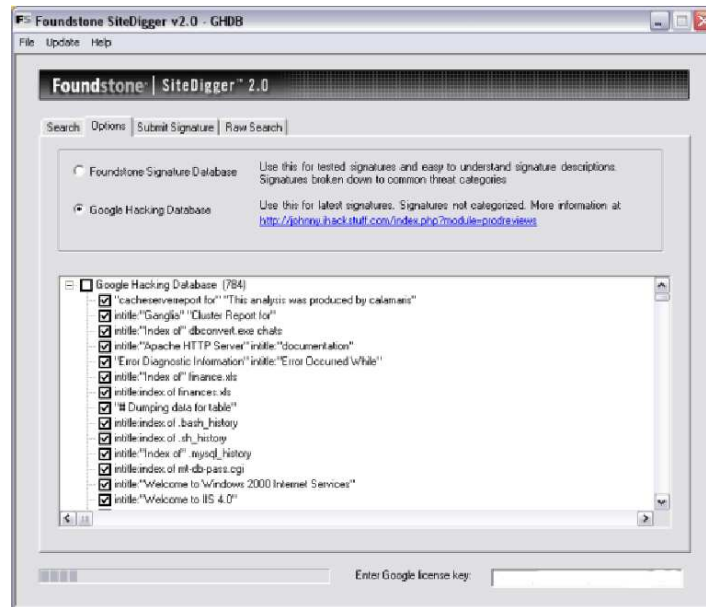 FS Foundstone SiteDigger v2.0 - GHDB
File Update Help
Foundstone | SiteDigger™ 2.0
Search Options Submit Signature Raw Search
Foundstone Signature Database
Use this for tested signatures and easy to understand signature descriptions.
Signatures broken down to common threat categories
Google Hacking Database
Use this for latest signatures. Signatures not categorized. More information at
http://johnny.ihackstuff.com/index.php?module=prodreviews
Google Hacking Database (784)
"cacheserverreport for" "This analysis was produced by calamaris"
intitle:"Ganglia" "Cluster Report for"
intitle:"Index of" dbconvert.exe chats
intitle:"Apache HTTP Server" intitle:"documentation"
"Error Diagnostic Information" intitle:"Error Occurred While"
intitle:"Index of" finance.xls
intitle:index.of finances.xls
"# Dumping data for table"
intitle:index.of .bash_history
intitle:index.of .sh_history
intitle:"Index of" .mysql_history
intitle:index.of mt-db-pass.cgi
intitle:"Welcome to Windows 2000 Internet Services"
intitle:"Welcome to IIS 4.0"
Enter Google license key: